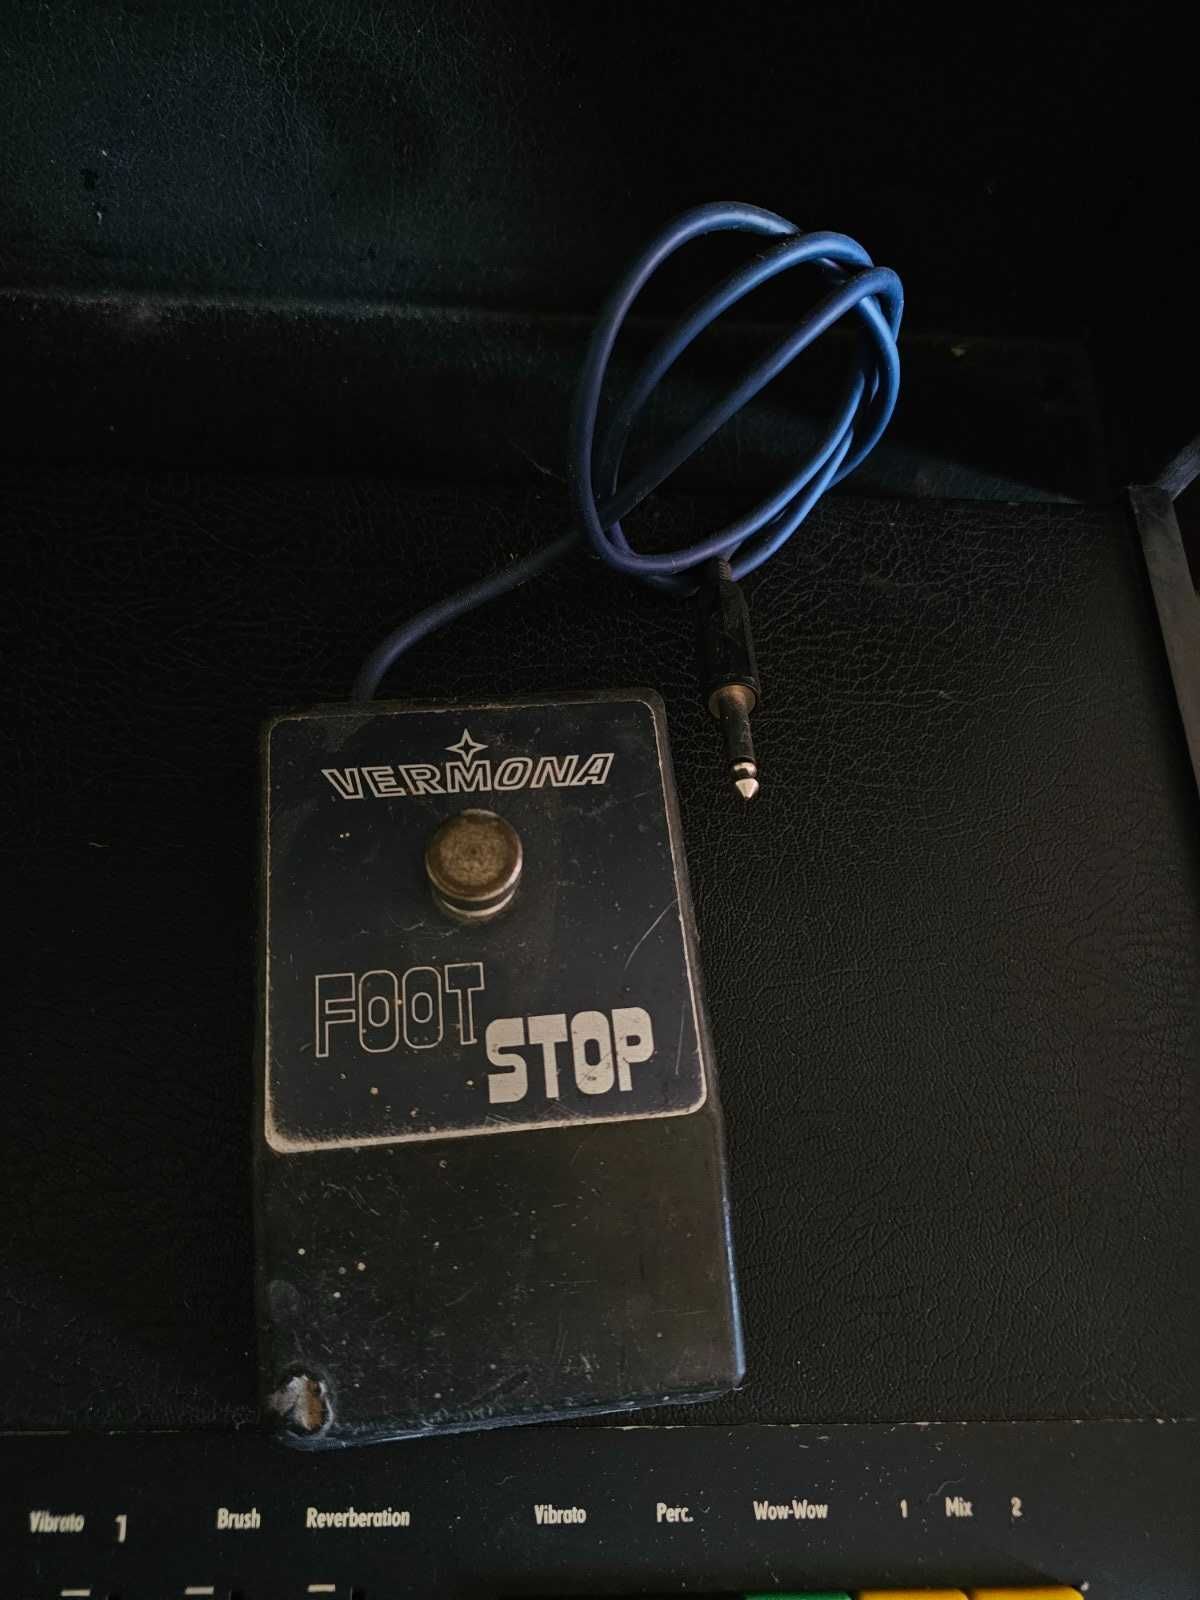 VERMONA
FOOT
STOP
Vibrato 1 Brush Reverberation Vibrato Perc. Wow-Wow 1 Mix 2